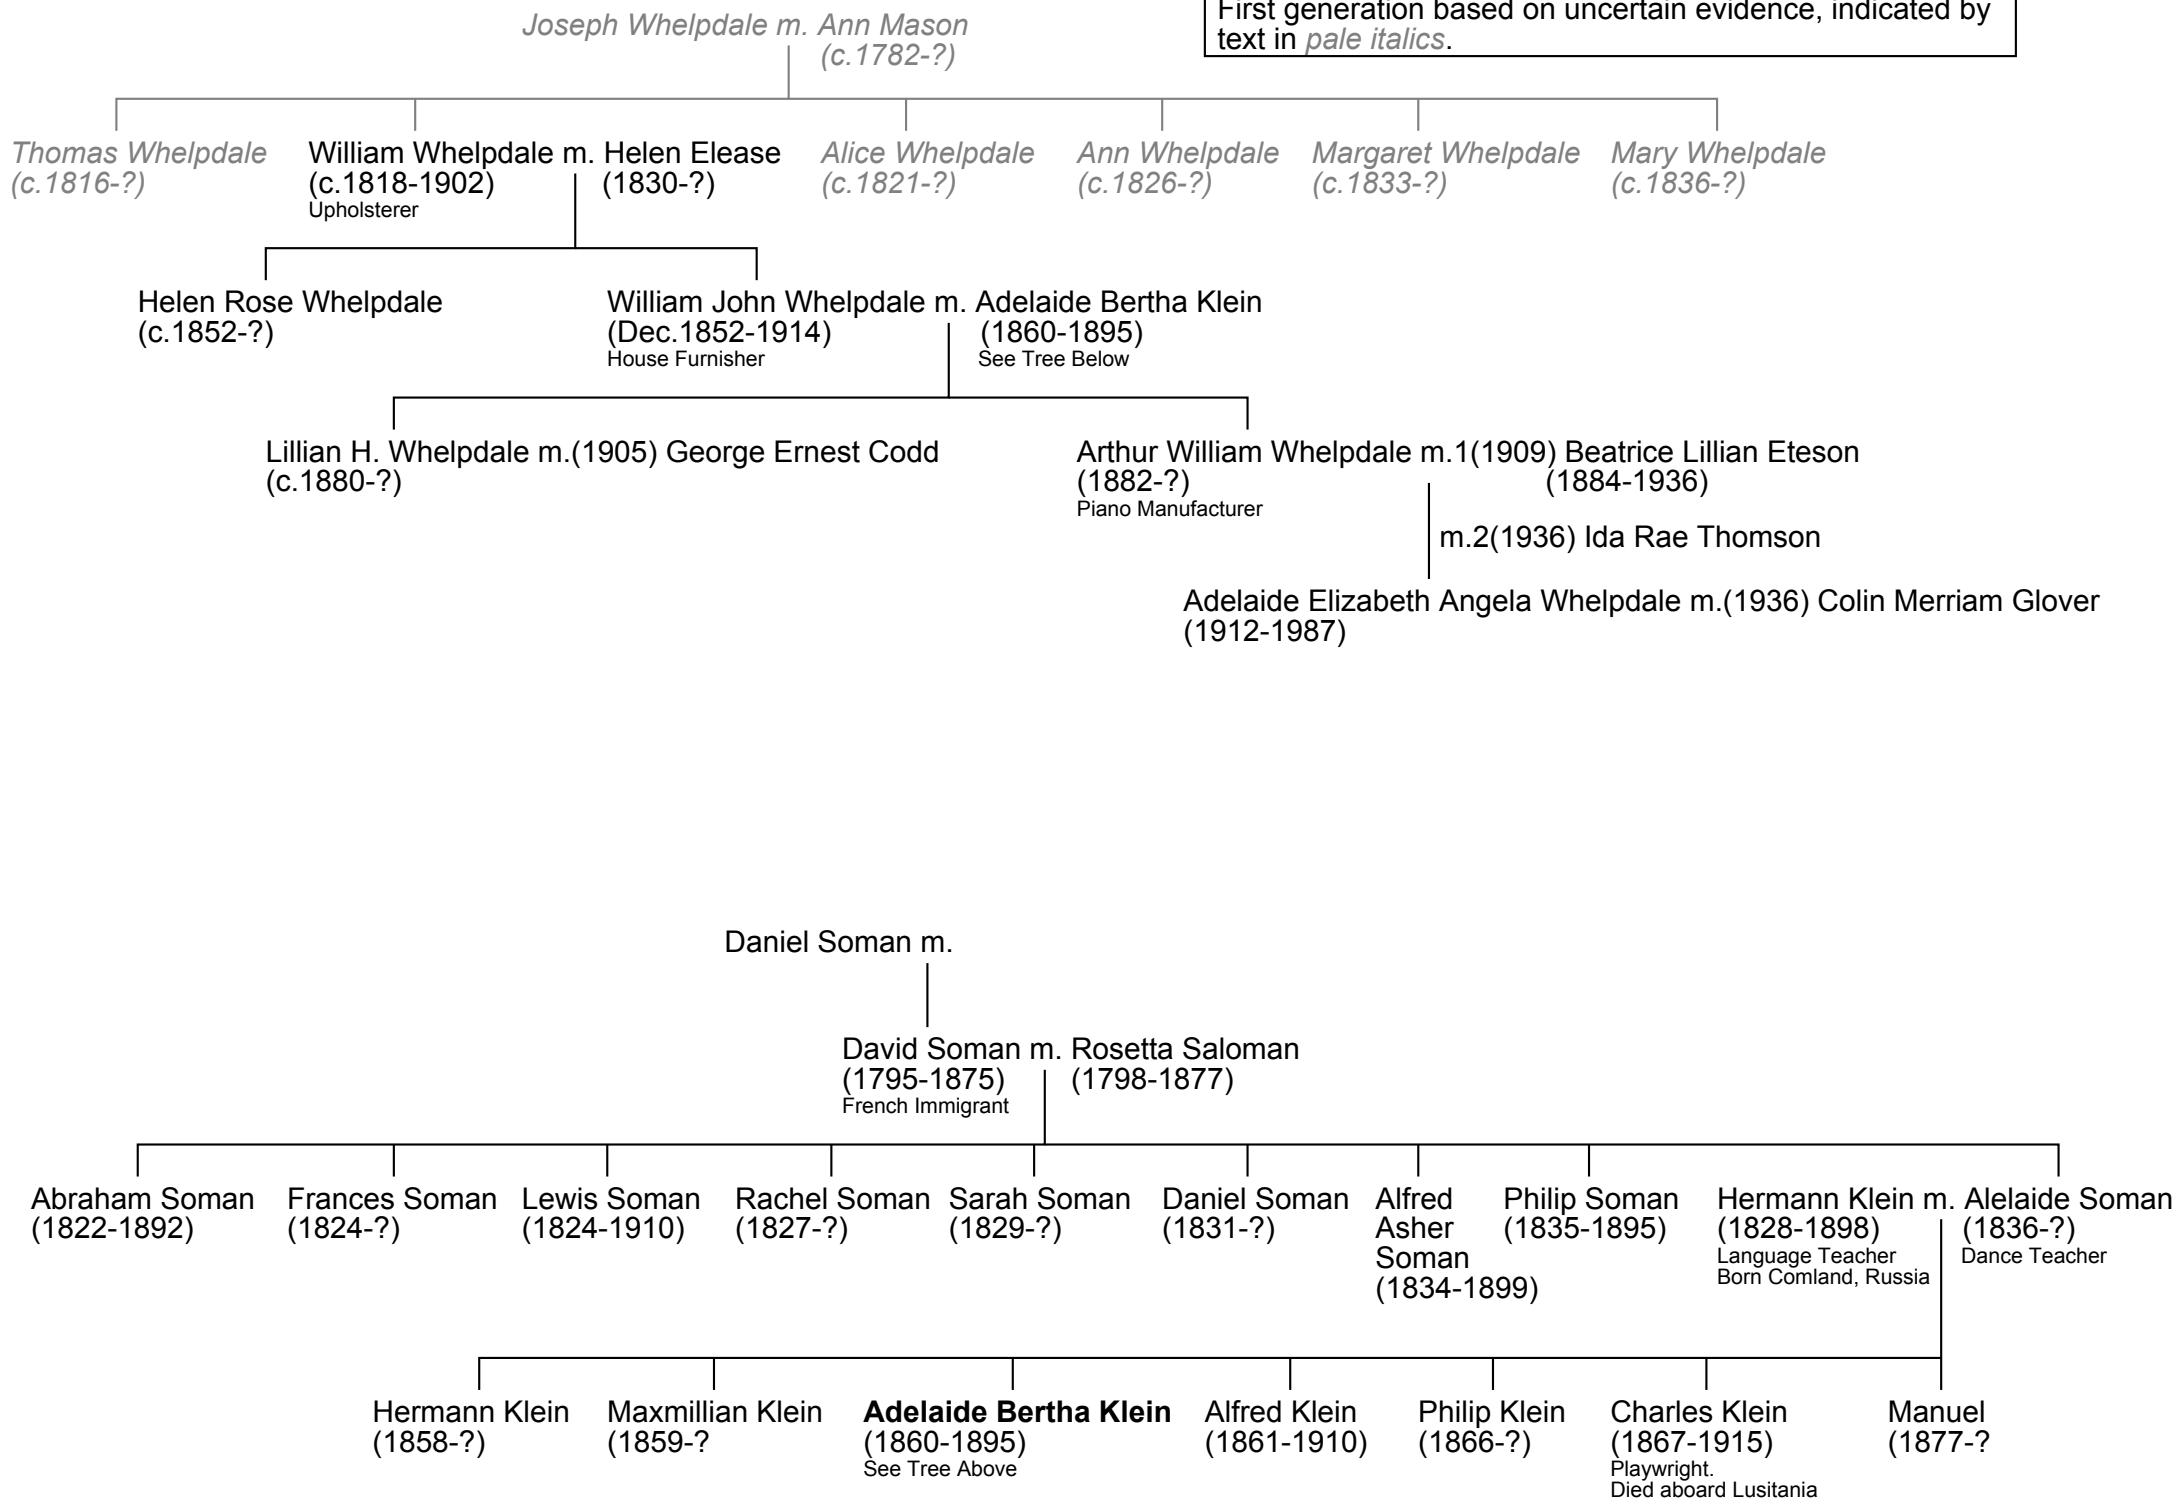 First generation based on uncertain evidence, indicated by
text in pale italics.
Joseph Whelpdale m. Ann Mason
(c.1782-?)
Thomas Whelpdale
(c.1816-?)
William Whelpdale m. Helen Elease
(c.1818-1902) (1830-?)
Upholsterer
Alice Whelpdale
(c.1821-?)
Ann Whelpdale
(c.1826-?)
Margaret Whelpdale
(c.1833-?)
Mary Whelpdale
(c.1836-?)
Helen Rose Whelpdale
(c.1852-?)
William John Whelpdale m. Adelaide Bertha Klein
(Dec.1852-1914) (1860-1895)
House Furnisher See Tree Below
Lillian H. Whelpdale m.(1905) George Ernest Codd
(c.1880-?)
Arthur William Whelpdale m.1(1909) Beatrice Lillian Eteson
(1882-?) (1884-1936)
Piano Manufacturer
m.2(1936) Ida Rae Thomson
Adelaide Elizabeth Angela Whelpdale m.(1936) Colin Merriam Glover
(1912-1987)
Daniel Soman m.
David Soman m. Rosetta Saloman
(1795-1875) (1798-1877)
French Immigrant
Abraham Soman
(1822-1892)
Frances Soman
(1824-?)
Lewis Soman
(1824-1910)
Rachel Soman
(1827-?)
Sarah Soman
(1829-?)
Daniel Soman
(1831-?)
Alfred
Asher
Soman
(1834-1899)
Philip Soman
(1835-1895)
Hermann Klein m. Alelaide Soman
(1828-1898) (1836-?)
Language Teacher Dance Teacher
Born Comland, Russia
Hermann Klein
(1858-?)
Maxmillian Klein
(1859-?
Adelaide Bertha Klein
(1860-1895)
See Tree Above
Alfred Klein
(1861-1910)
Philip Klein
(1866-?)
Charles Klein
(1867-1915)
Playwright.
Died aboard Lusitania
Manuel
(1877-?